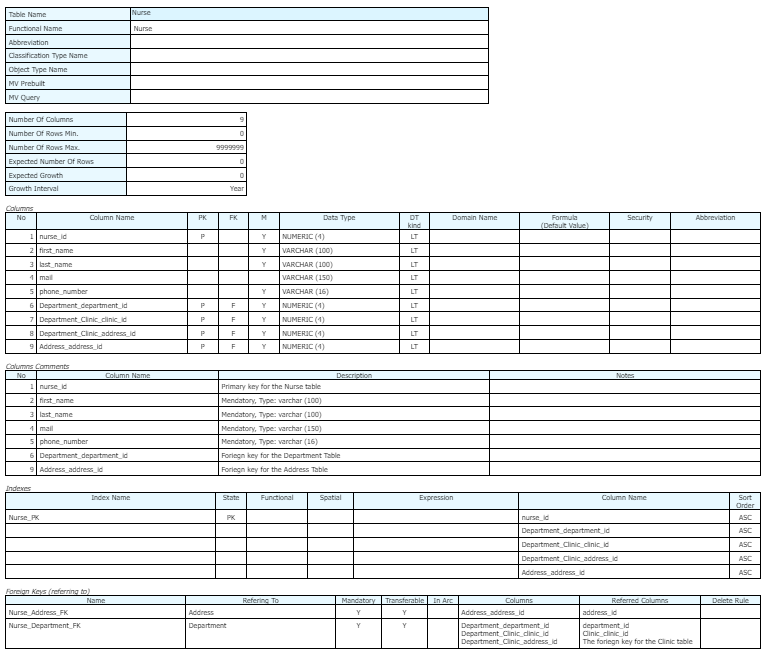 Table Name Nurse
Functional Name Nurse
Abbreviation
Classification Type Name
Object Type Name
MV Prebuilt
MV Query
Number Of Columns 9
Number Of Rows Min. 0
Number Of Rows Max. 9999999
Expected Number Of Rows 0
Expected Growth 0
Growth Interval Year
Columns
No Column Name PK FK M Data Type DT kind Domain Name Formula (Default Value) Security Abbreviation
1 nurse_id P Y NUMERIC (4) LT
2 first_name Y VARCHAR (100) LT
3 last_name Y VARCHAR (100) LT
4 mail VARCHAR (150) LT
5 phone_number Y VARCHAR (16) LT
6 Department_department_id P F Y NUMERIC (4) LT
7 Department_Clinic_clinic_id P F Y NUMERIC (4) LT
8 Department_Clinic_address_id P F Y NUMERIC (4) LT
9 Address_address_id P F Y NUMERIC (4) LT
Columns Comments
No Column Name Description Notes
1 nurse_id Primary key for the Nurse table
2 first_name Mendatory, Type: varchar (100)
3 last_name Mendatory, Type: varchar (100)
4 mail Mendatory, Type: varchar (150)
5 phone_number Mendatory, Type: varchar (16)
6 Department_department_id Foriegn key for the Department Table
9 Address_address_id Foriegn key for the Address Table
Indexes
Index Name State Functional Spatial Expression Column Name Sort Order
Nurse_PK PK nurse_id ASC
Department_department_id ASC
Department_Clinic_clinic_id ASC
Department_Clinic_address_id ASC
Address_address_id ASC
Foreign Keys (referring to)
Name Refering To Mandatory Transferable In Arc Columns Referred Columns Delete Rule
Nurse_Address_FK Address Y Y Address_address_id address_id
Nurse_Department_FK Department Y Y Department_department_id department_id
Department_Clinic_clinic_id Clinic_clinic_id
Department_Clinic_address_id The foriegn key for the Clinic table